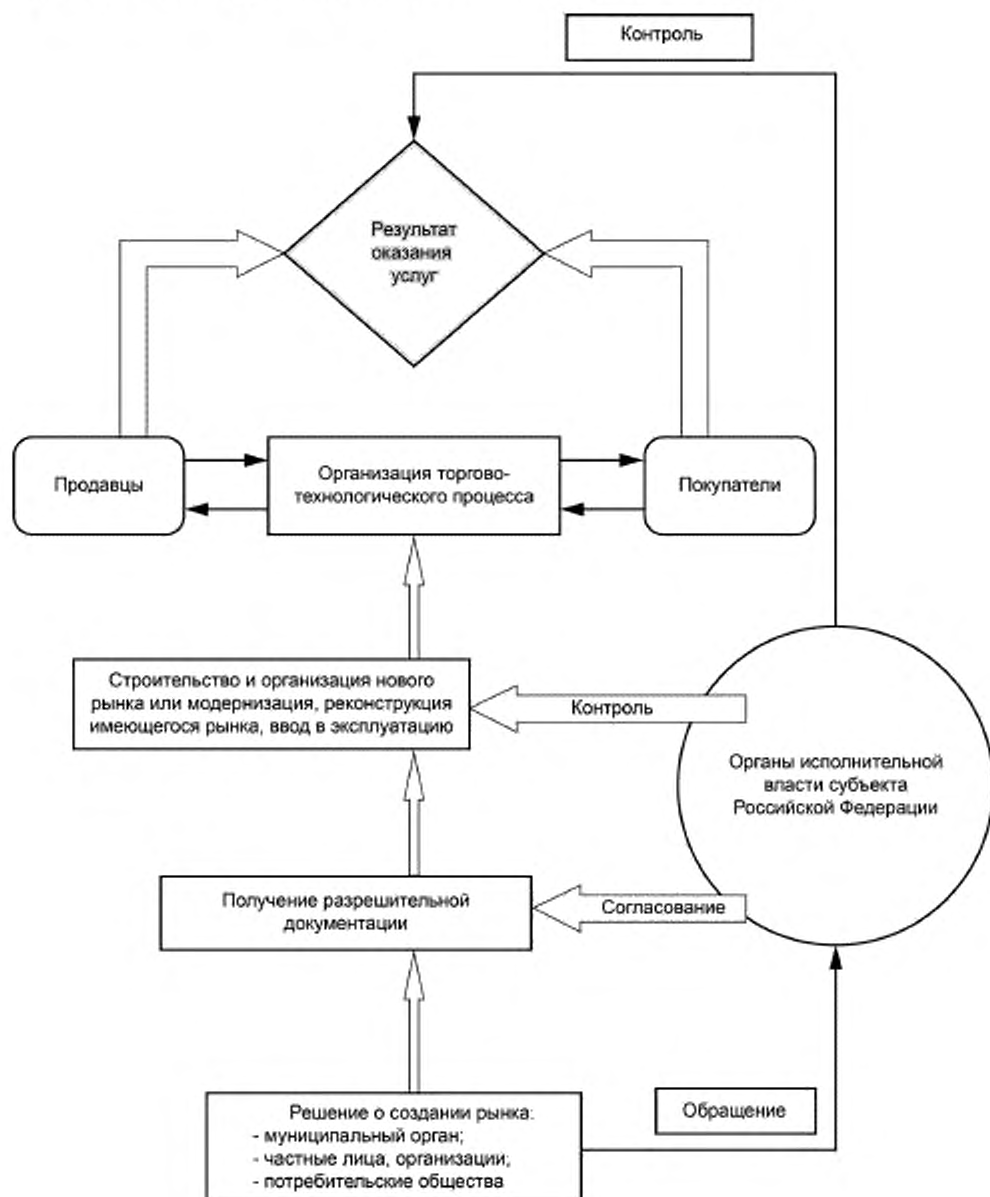 Контроль
Результат
оказания
услуг
Продавцы
Организация торгово-
технологического процесса
Покупатели
Строительство и организация нового
рынка или модернизация, реконструкция
имеющегося рынка, ввод в эксплуатацию
Контроль
Органы исполнительной
власти субъекта
Российской Федерации
Получение разрешительной
документации
Согласование
Решение о создании рынка:
- муниципальный орган;
- частные лица, организации;
- потребительские общества
Обращение